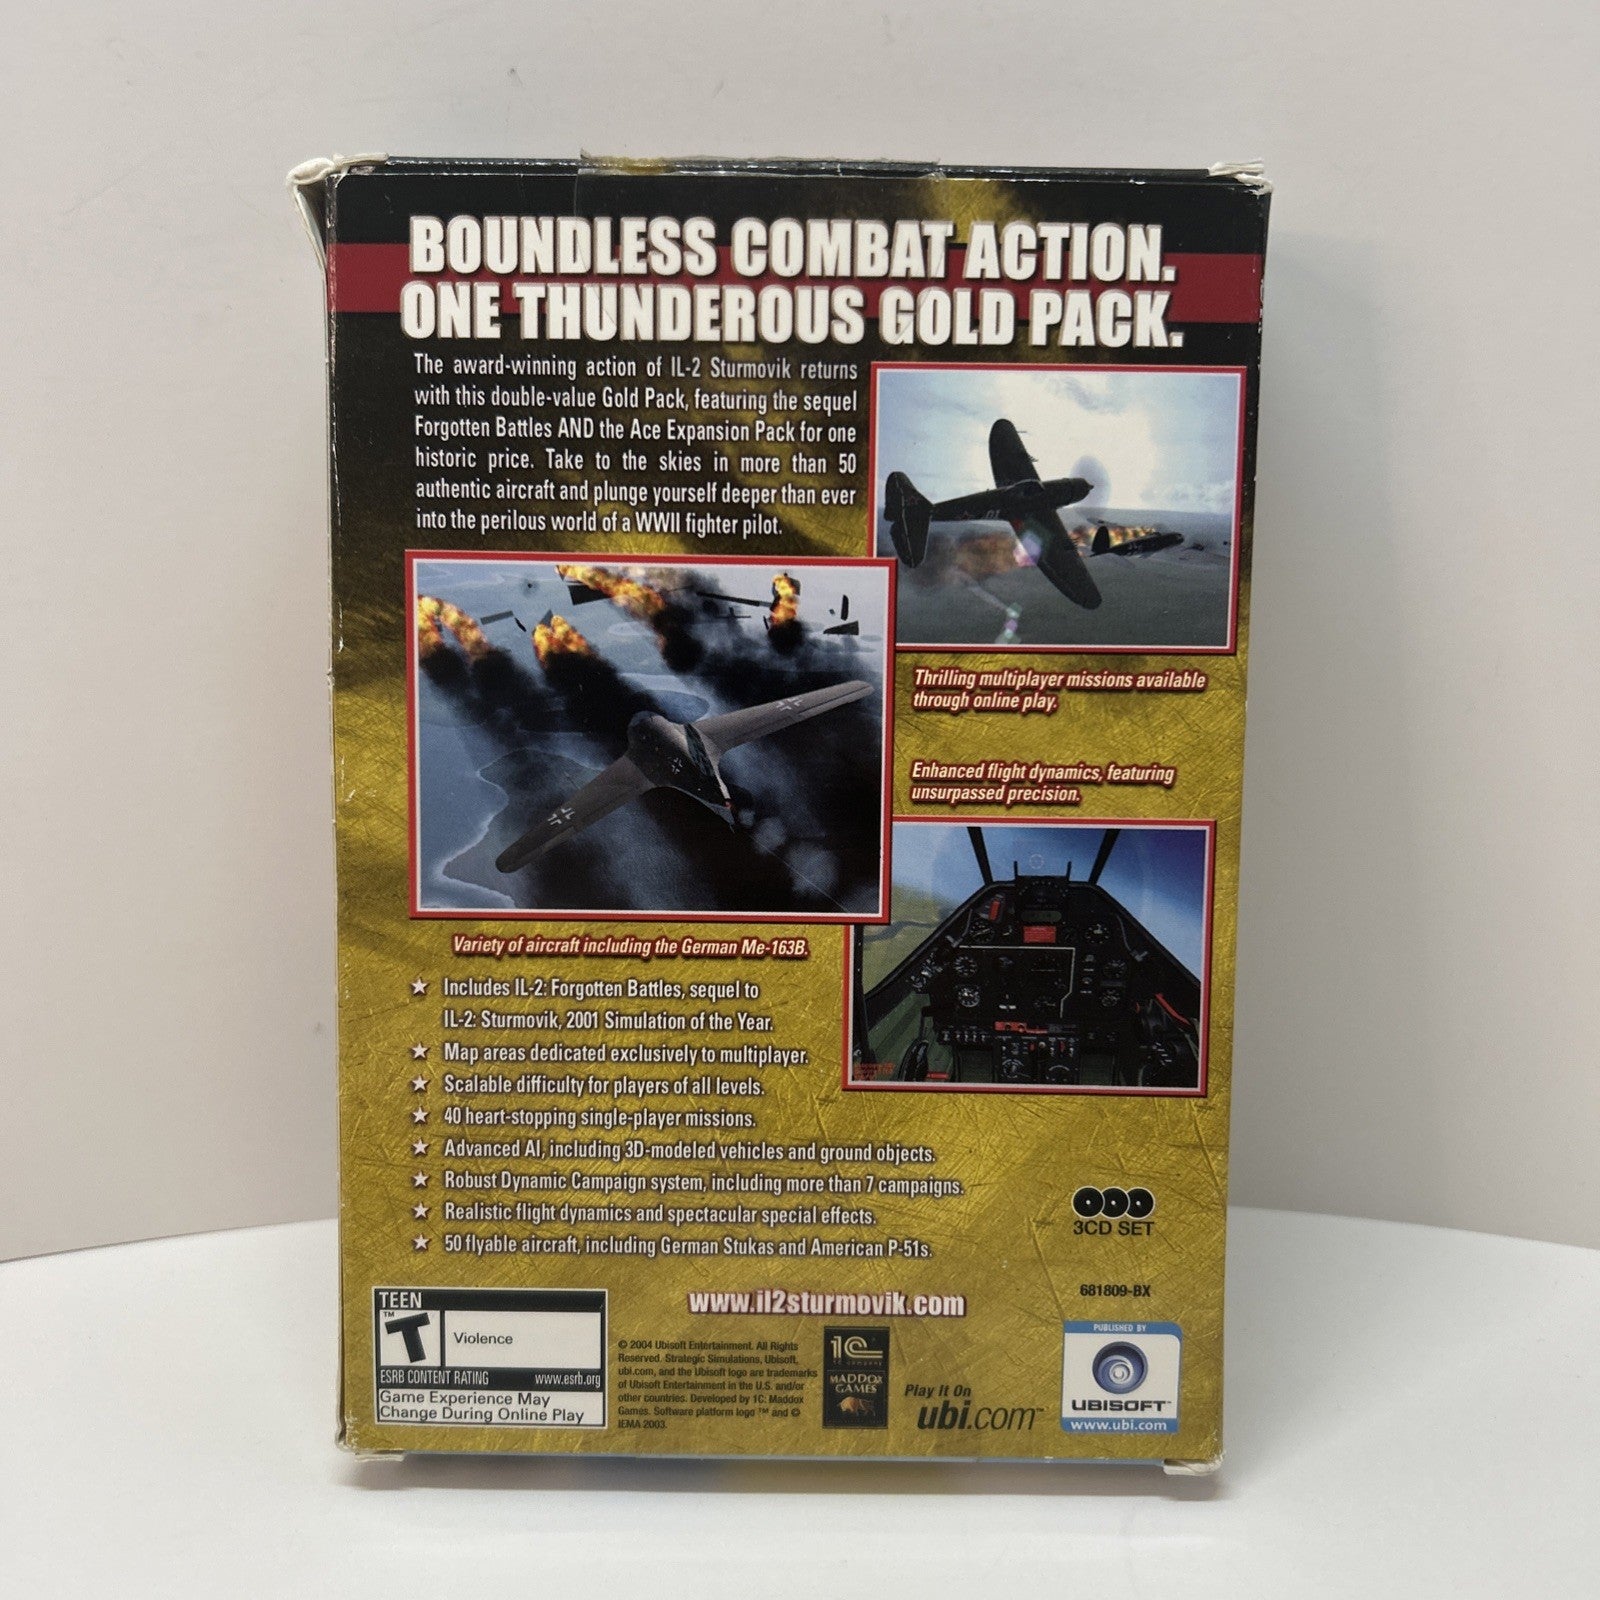 BOUNDLESS COMBAT ACTION.
ONE THUNDEROUS GOLD PACK.
The award-winning action of IL-2 Sturmovik returns
with this double-value Gold Pack, featuring the sequel
Forgotten Battles AND the Ace Expansion Pack for one
historic price. Take to the skies in more than 50
authentic aircraft and plunge yourself deeper than ever
into the perilous world of a WWII fighter pilot.
Thrilling multiplayer missions available
through online play.
Enhanced flight dynamics, featuring
unsurpassed precision.
Variety of aircraft including the German Me-163B.
Includes IL-2: Forgotten Battles, sequel to
IL-2: Sturmovik, 2001 Simulation of the Year.
Map areas dedicated exclusively to multiplayer.
Scalable difficulty for players of all levels.
40 heart-stopping single-player missions.
Advanced AI, including 3D-modeled vehicles and ground objects.
Robust Dynamic Campaign system, including more than 7 campaigns.
Realistic flight dynamics and spectacular special effects.
50 flyable aircraft, including German Stukas and American P-51s.
3CD SET
681809-BX
www.il2sturmovik.com
TEEN
T™
Violence
ESRB CONTENT RATING www.esrb.org
Game Experience May
Change During Online Play
© 2004 Ubisoft Entertainment. All Rights
Reserved. Strategic Simulations, Ubisoft,
ubi.com, and the Ubisoft logo are trademarks
of Ubisoft Entertainment in the U.S. and/or
other countries. Developed by 1C: Maddox
Games. Software platform logo ™ and ©
IEMA 2003.
1C
1C company
MADDOX
GAMES
Play It On
ubi.com™
PUBLISHED BY
UBISOFT™
www.ubi.com